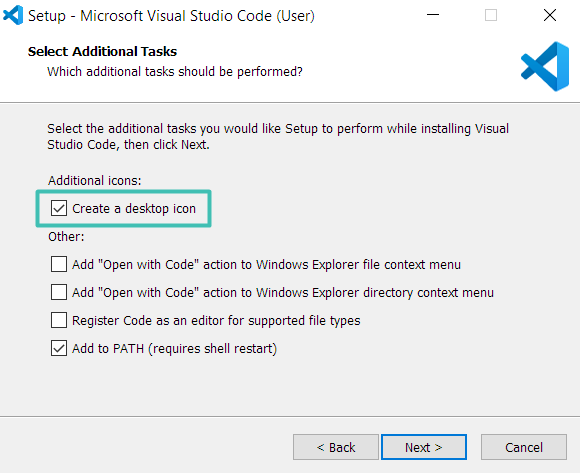 Setup - Microsoft Visual Studio Code (User)
Select Additional Tasks
Which additional tasks should be performed?
Select the additional tasks you would like Setup to perform while installing Visual
Studio Code, then click Next.
Additional icons:
Create a desktop icon
Other:
Add "Open with Code" action to Windows Explorer file context menu
Add "Open with Code" action to Windows Explorer directory context menu
Register Code as an editor for supported file types
Add to PATH (requires shell restart)
< Back Next > Cancel